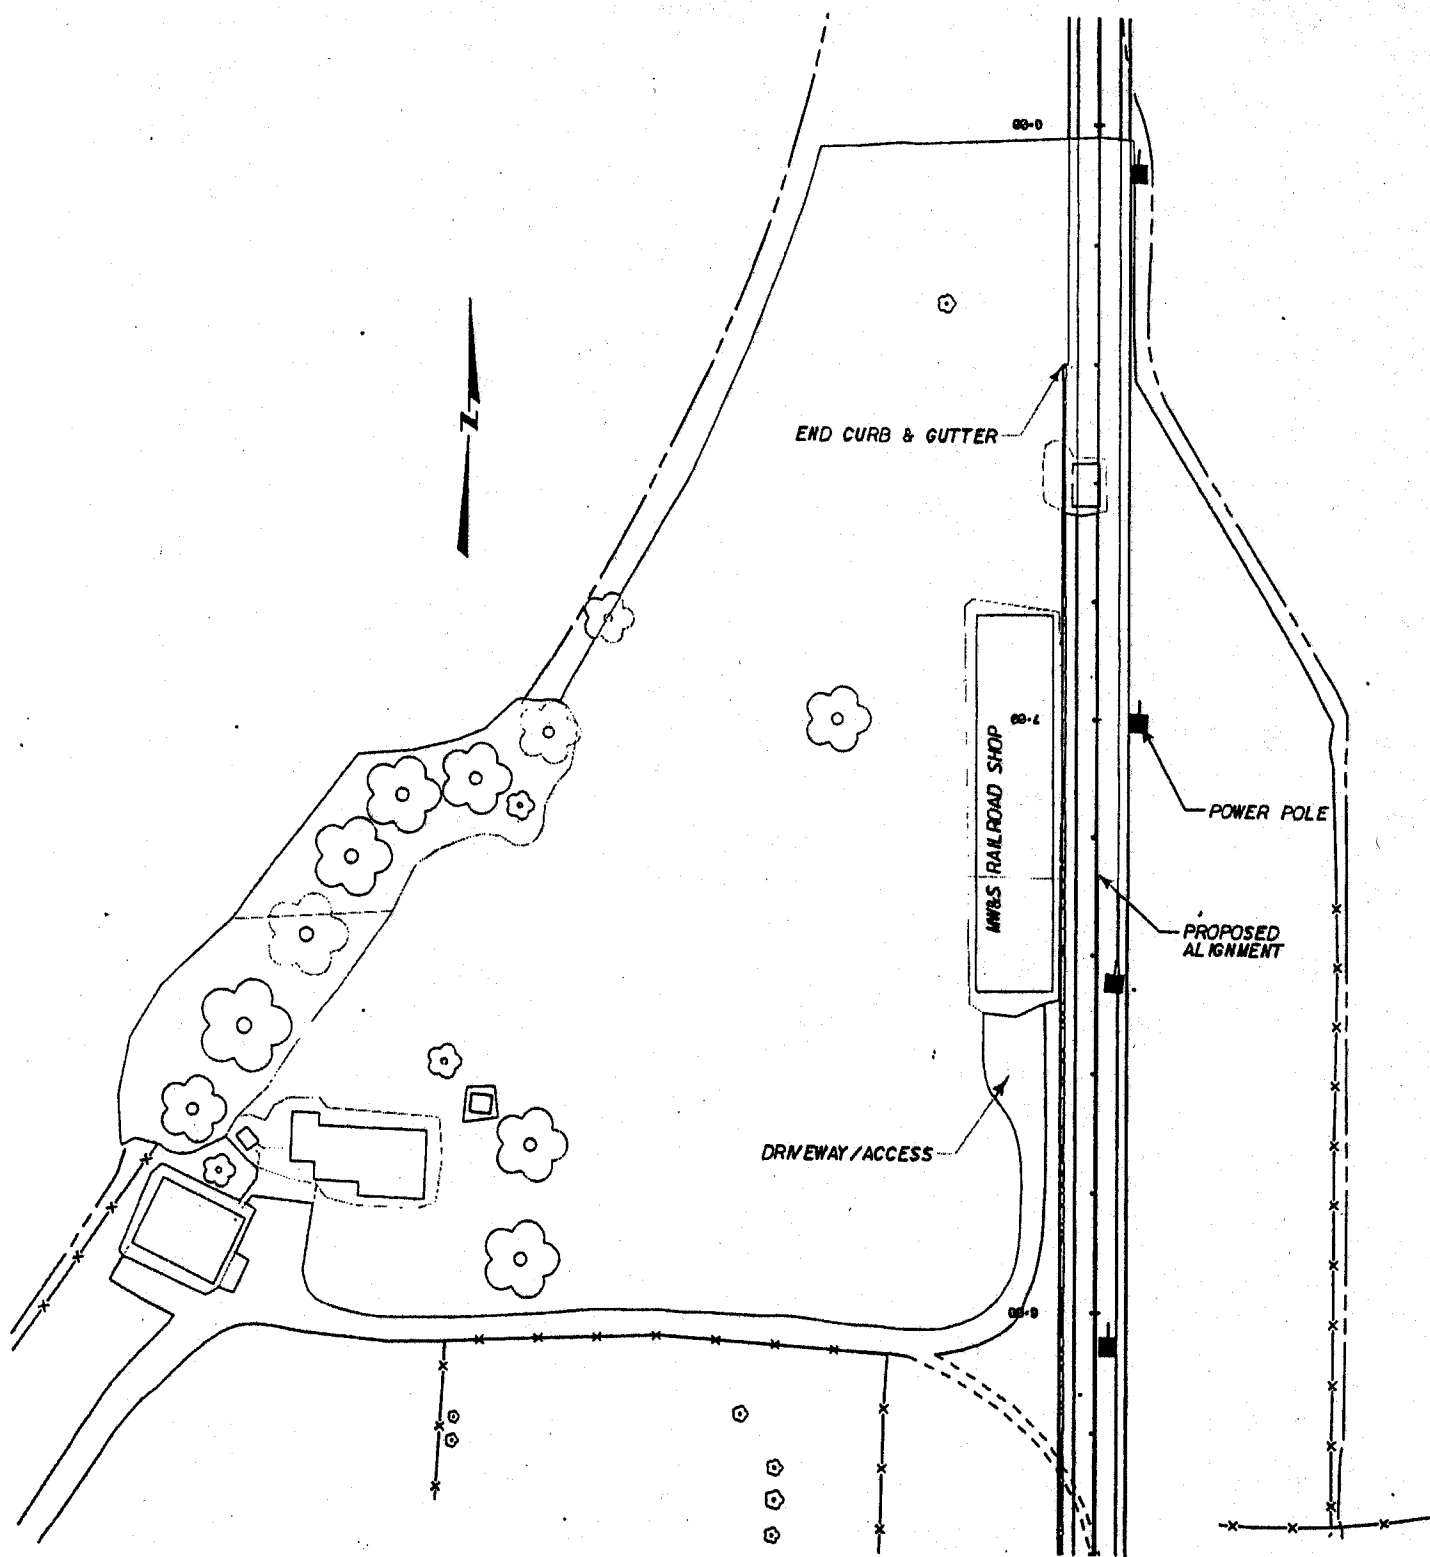 N
END CURB & GUTTER
MW&S RAILROAD SHOP
POWER POLE
PROPOSED
ALIGNMENT
DRIVEWAY/ACCESS